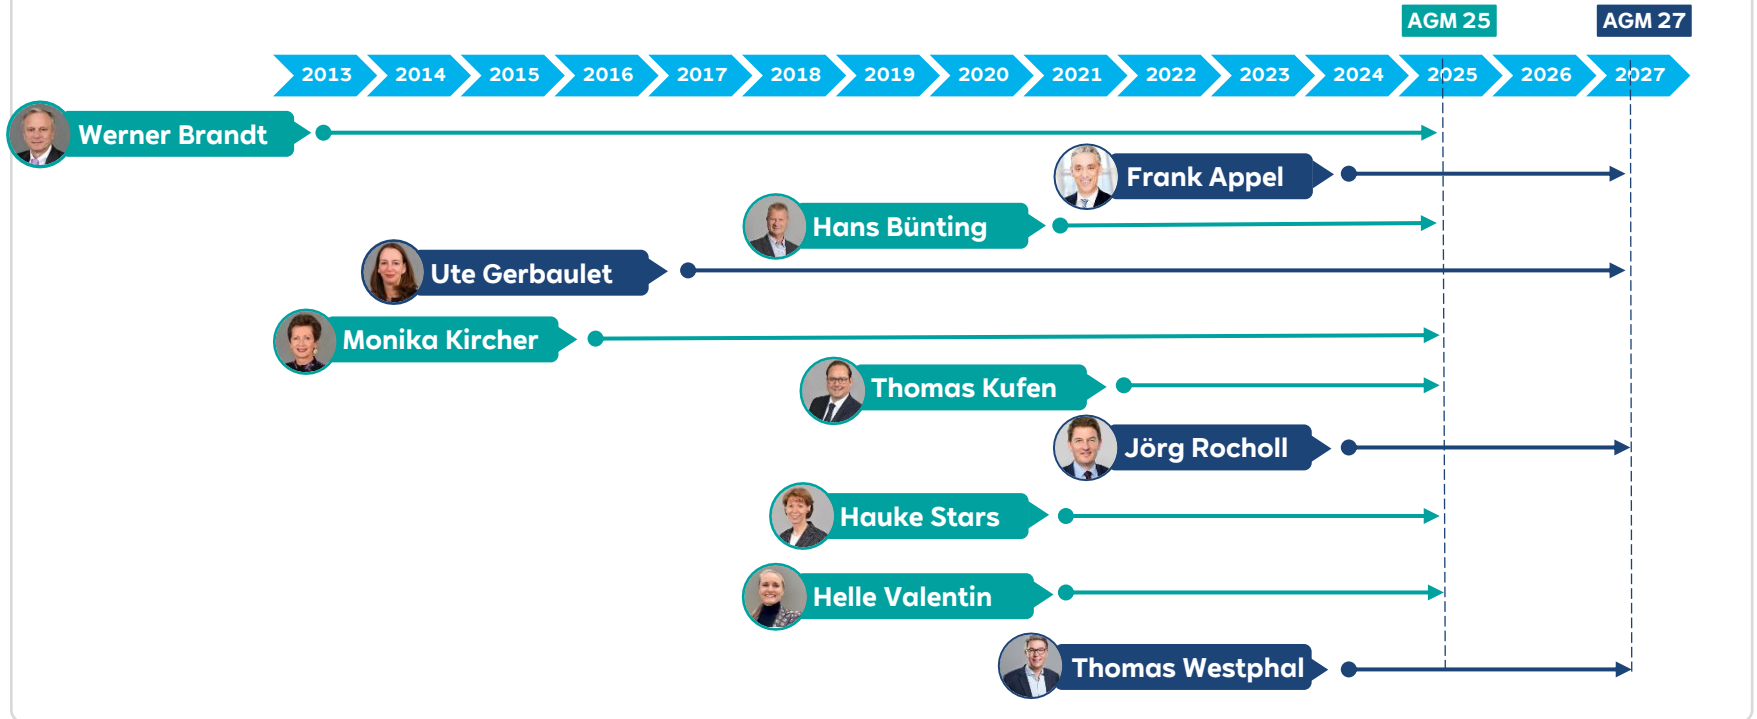 AGM 25
AGM 27
2013
2014
2015
2016
2017
2018
2019
2020
2021
2022
2023
2024
2025
2026
2027
Werner Brandt
Frank Appel
Hans Bünting
Ute Gerbaulet
Monika Kircher
Thomas Kufen
Jörg Rocholl
Hauke Stars
Helle Valentin
Thomas Westphal